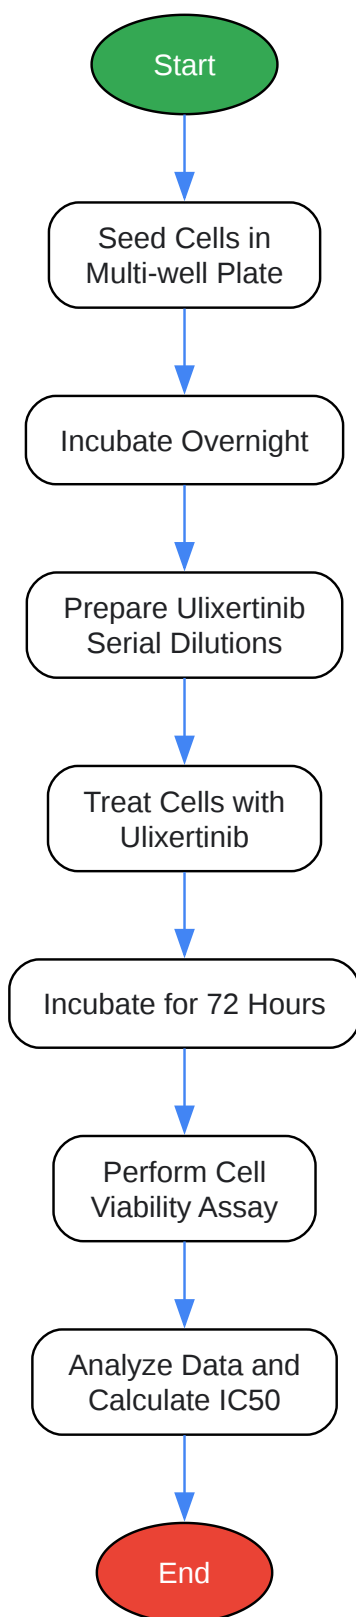 Start
Seed Cells in
Multi-well Plate
Incubate Overnight
Prepare Ulixertinib
Serial Dilutions
Treat Cells with
Ulixertinib
Incubate for 72 Hours
Perform Cell
Viability Assay
Analyze Data and
Calculate IC50
End